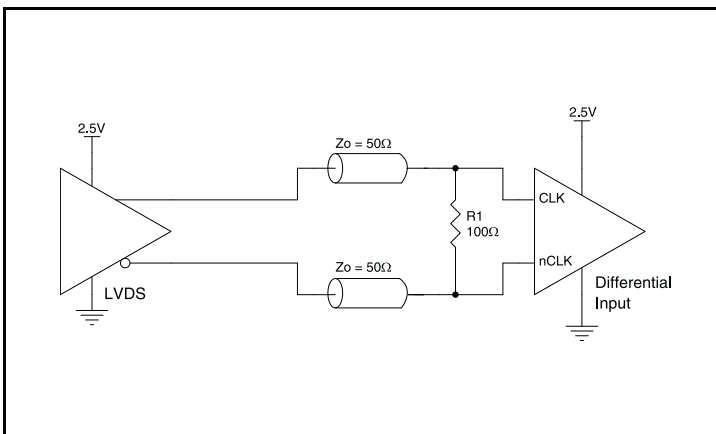 2.5V
2.5V
Zo = 50Ω
CLK
R1
100Ω
nCLK
Zo = 50Ω
LVDS
Differential
Input